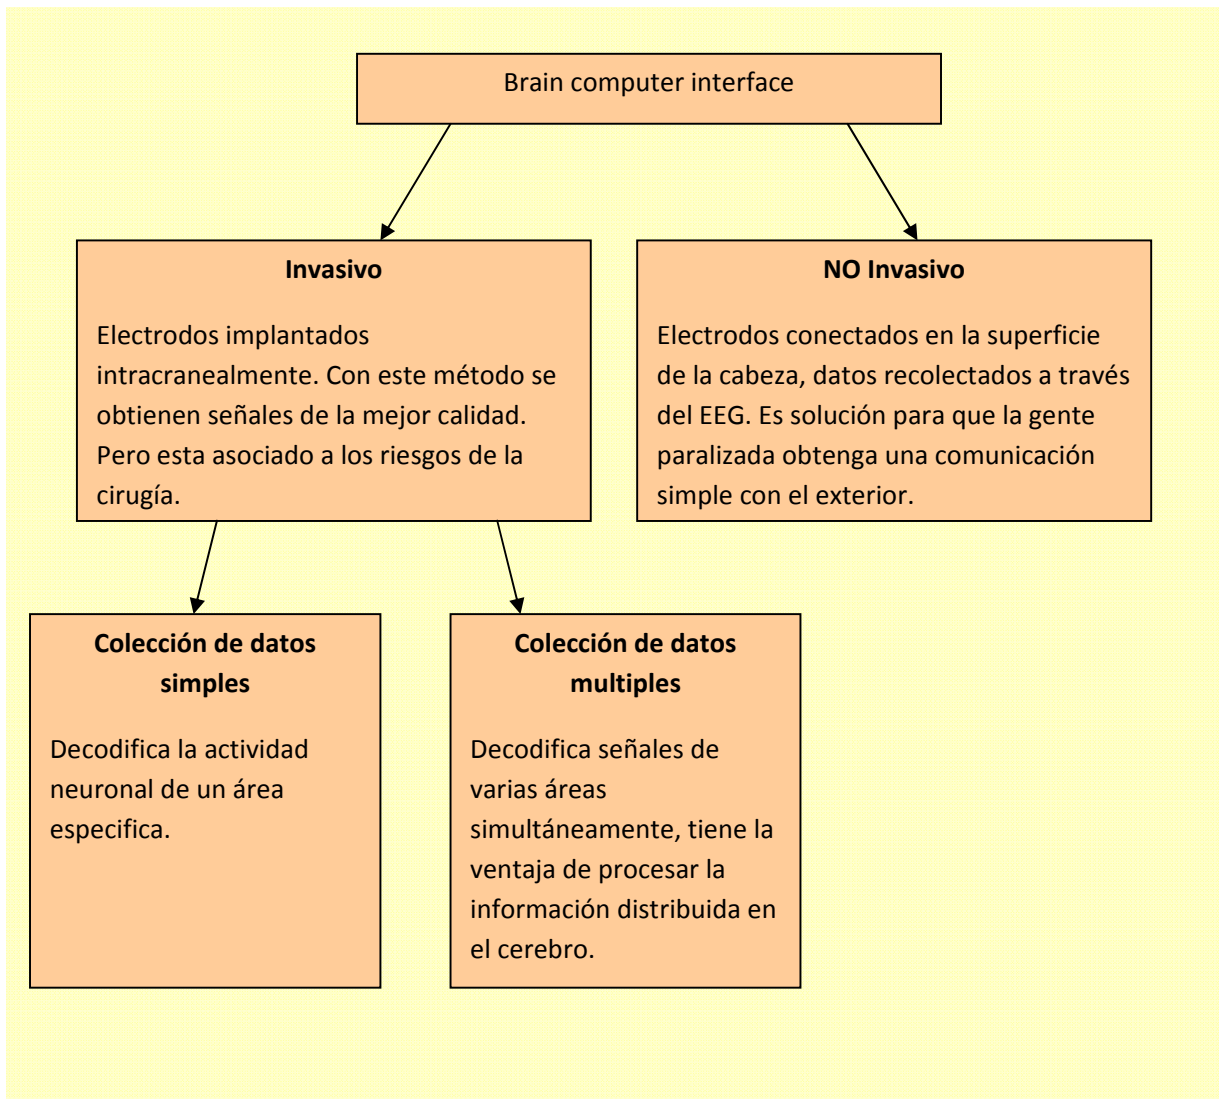 Brain computer interface
Invasivo
Electrodos implantados
intracranealmente. Con este método se
obtienen señales de la mejor calidad.
Pero esta asociado a los riesgos de la
cirugía.
NO Invasivo
Electrodos conectados en la superficie
de la cabeza, datos recolectados a través
del EEG. Es solución para que la gente
paralizada obtenga una comunicación
simple con el exterior.
Colección de datos
simples
Decodifica la actividad
neuronal de un área
especifica.
Colección de datos
multiples
Decodifica señales de
varias áreas
simultáneamente, tiene la
ventaja de procesar la
información distribuida en
el cerebro.